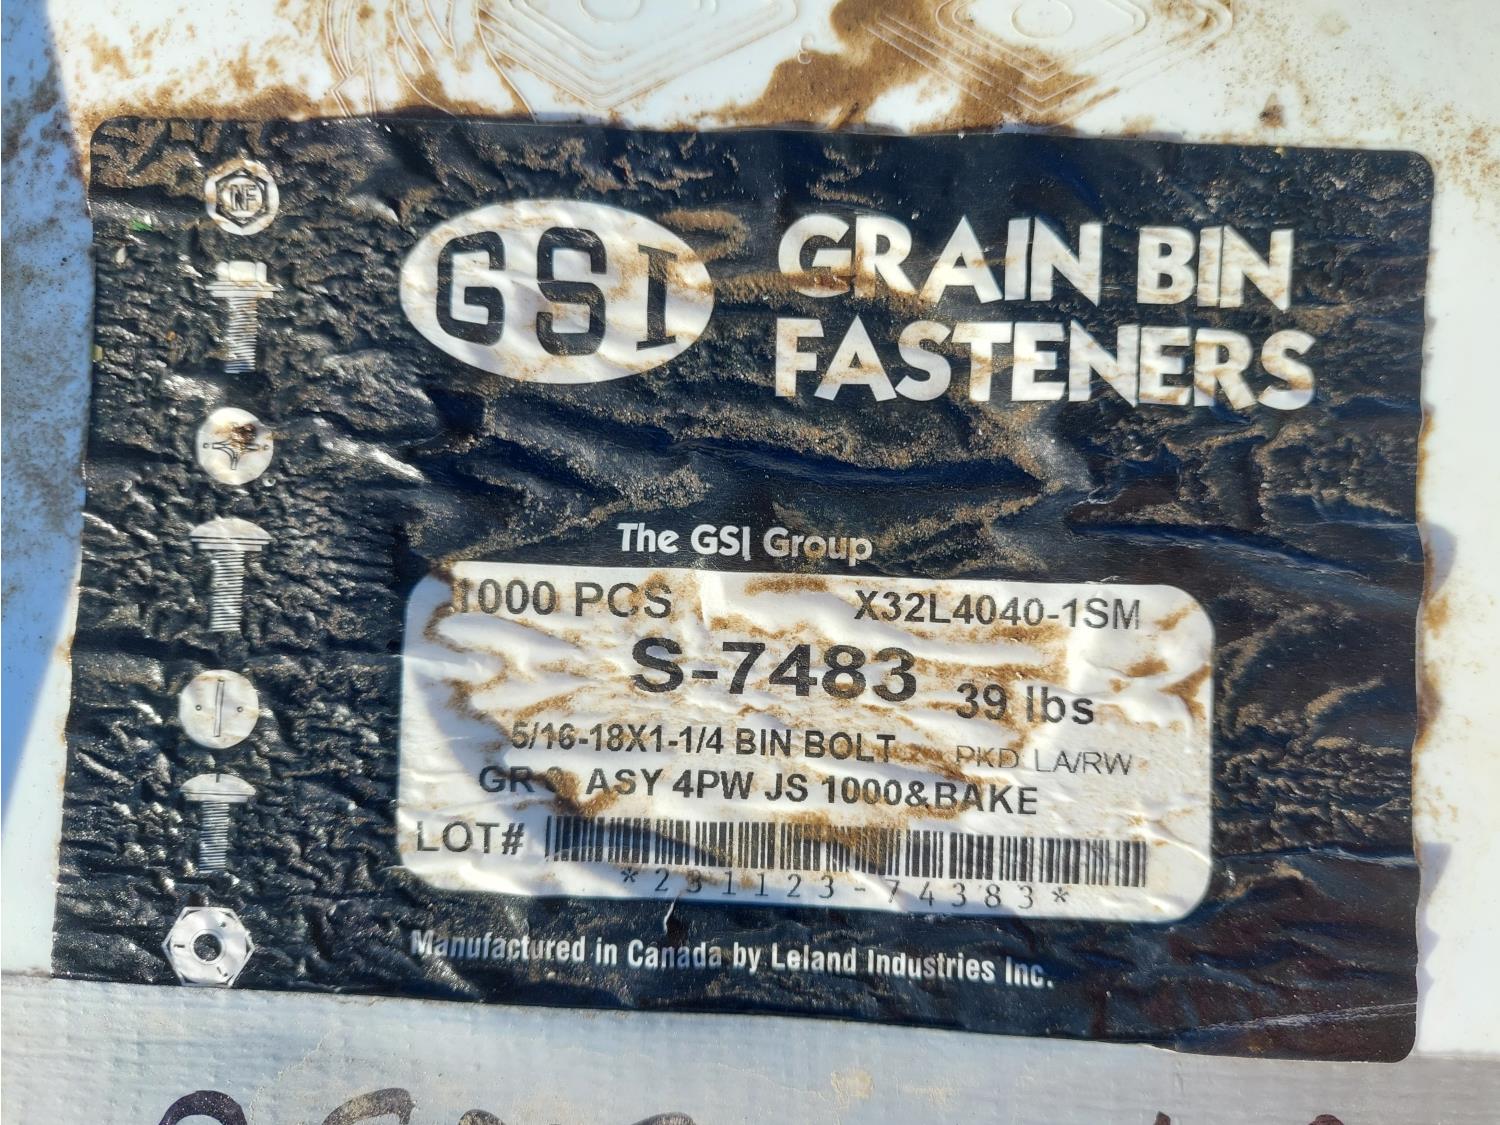 NF
GSI
GRAIN BIN
FASTENERS
The GSI Group
1000 PCS X32L4040-1SM
S-7483 39 lbs
5/16-18X1-1/4 BIN BOLT PKD LA/RW
ASY 4PW JS 1000&BAKE
LOT#
*231123-74383*
Manufactured in Canada by Leland Industries Inc.